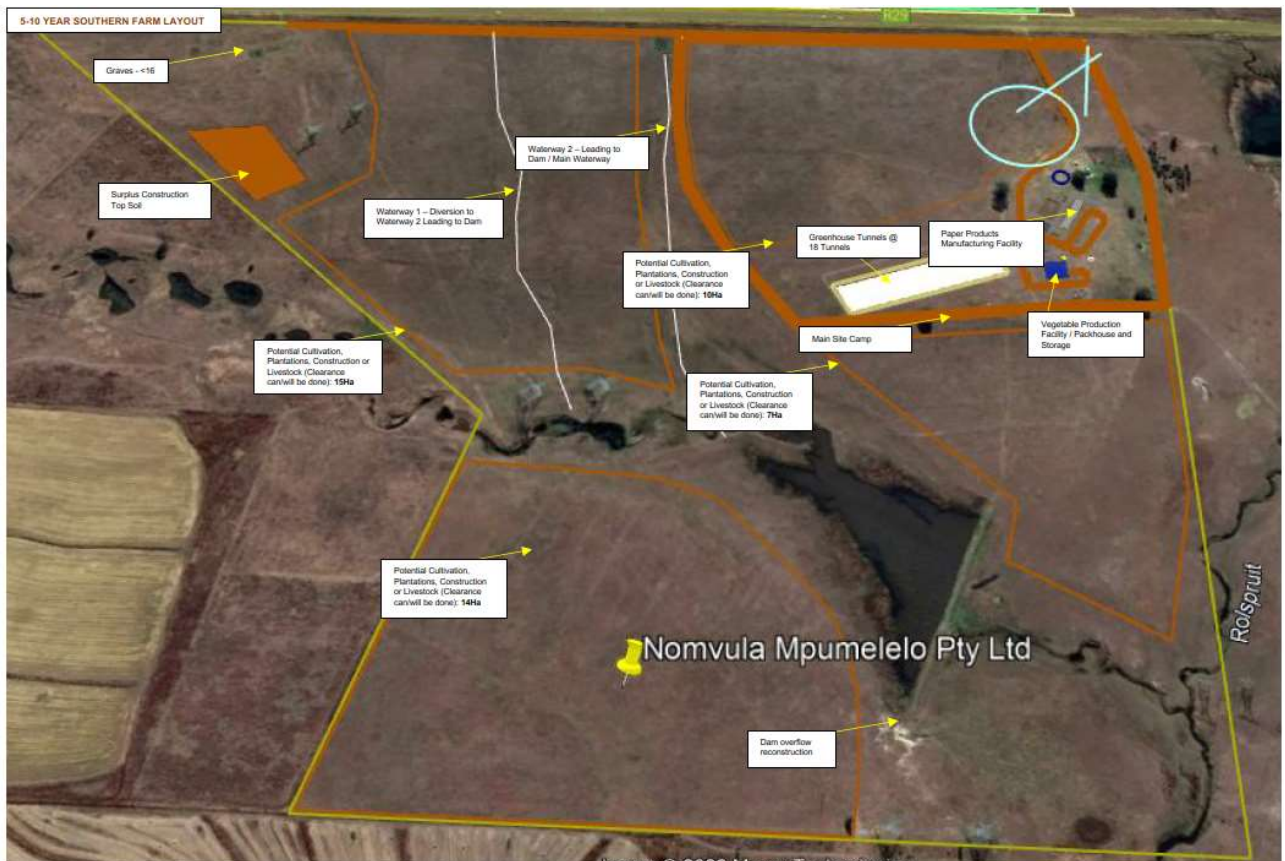 5-10 YEAR SOUTHERN FARM LAYOUT
R29
Graves - <16
Surplus Construction
Top Soil
Waterway 1 – Diversion to
Waterway 2 Leading to Dam
Waterway 2 – Leading to
Dam / Main Waterway
Potential Cultivation,
Plantations, Construction
or Livestock (Clearance
can/will be done): 10Ha
Greenhouse Tunnels @
18 Tunnels
Paper Products
Manufacturing Facility
Main Site Camp
Vegetable Production
Facility / Packhouse and
Storage
Potential Cultivation,
Plantations, Construction or
Livestock (Clearance
can/will be done): 15Ha
Potential Cultivation,
Plantations, Construction
or Livestock (Clearance
can/will be done): 7Ha
Potential Cultivation,
Plantations, Construction
or Livestock (Clearance
can/will be done): 14Ha
Rolspruit
Nomvula Mpumelelo Pty Ltd
Dam overflow
reconstruction